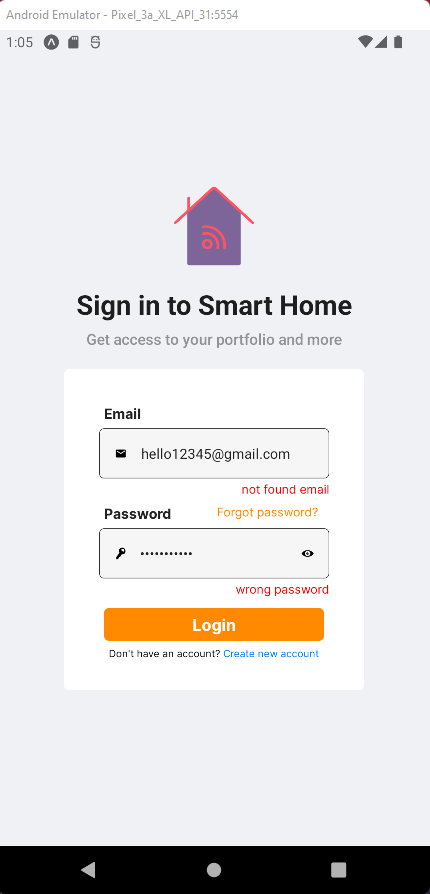 Android Emulator - Pixel_3a_XL_API_31:5554
1:05
Sign in to Smart Home
Get access to your portfolio and more
Email
hello12345@gmail.com
not found email
Password Forgot password?
•••••••••••
wrong password
Login
Don't have an account? Create new account